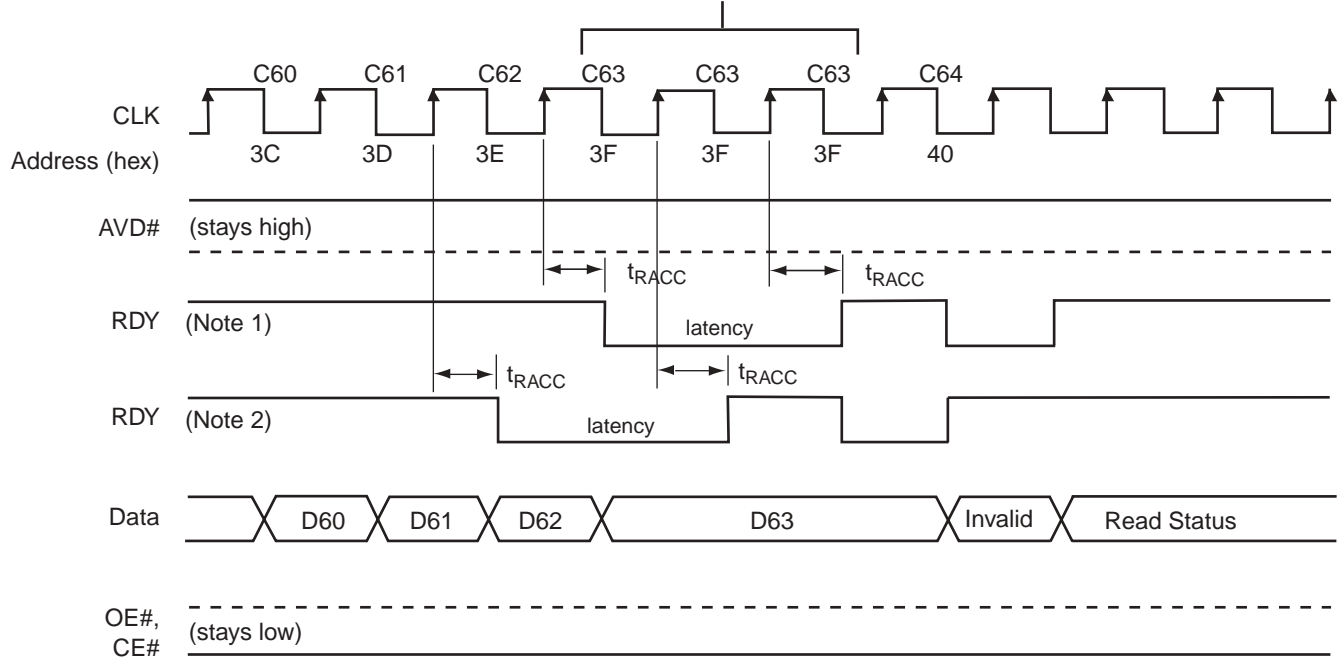 C60 C61 C62 C63 C63 C63 C64
CLK
Address (hex) 3C 3D 3E 3F 3F 3F 40
AVD# (stays high)
tRACC tRACC
RDY (Note 1) latency
tRACC tRACC
RDY (Note 2) latency
Data D60 D61 D62 D63 Invalid Read Status
OE#,
CE# (stays low)